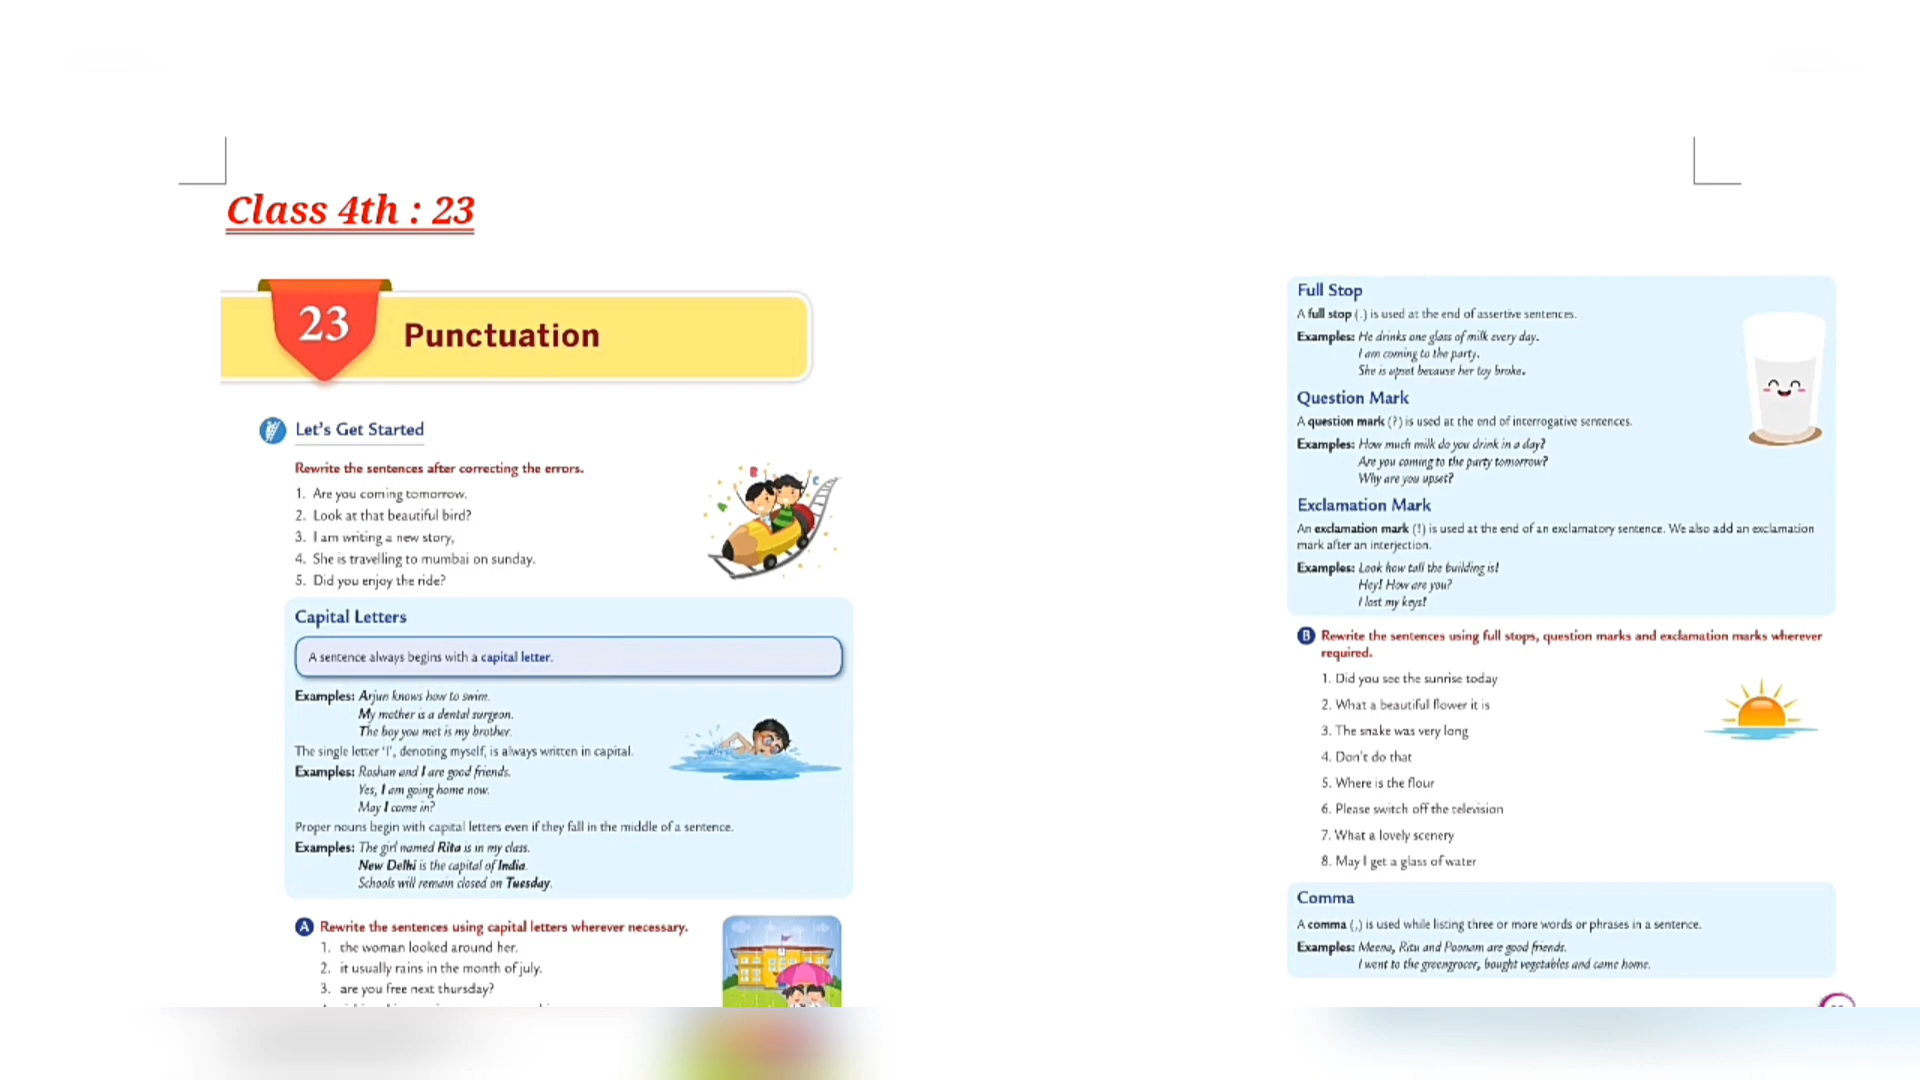 Class 4th : 23
23
Punctuation
Let's Get Started
Rewrite the sentences after correcting the errors.
1. Are you coming tomorrow.
2. Look at that beautiful bird?
3. I am writing a new story,
4. She is travelling to mumbai on sunday.
5. Did you enjoy the ride?
A
B
C
Capital Letters
A sentence always begins with a capital letter.
Examples: Arjun knows how to swim.
My mother is a dental surgeon.
The boy you met is my brother.
The single letter 'I', denoting myself, is always written in capital.
Examples: Roshan and I are good friends.
Yes, I am going home now.
May I come in?
Proper nouns begin with capital letters even if they fall in the middle of a sentence.
Examples: The girl named Rita is in my class.
New Delhi is the capital of India.
Schools will remain closed on Tuesday.
A Rewrite the sentences using capital letters wherever necessary.
1. the woman looked around her.
2. it usually rains in the month of july.
3. are you free next thursday?
Full Stop
A full stop (.) is used at the end of assertive sentences.
Examples: He drinks one glass of milk every day.
I am coming to the party.
She is upset because her toy broke.
Question Mark
A question mark (?) is used at the end of interrogative sentences.
Examples: How much milk do you drink in a day?
Are you coming to the party tomorrow?
Why are you upset?
Exclamation Mark
An exclamation mark (!) is used at the end of an exclamatory sentence. We also add an exclamation
mark after an interjection.
Examples: Look how tall the building is!
Hey! How are you?
I lost my keys!
B Rewrite the sentences using full stops, question marks and exclamation marks wherever
required.
1. Did you see the sunrise today
2. What a beautiful flower it is
3. The snake was very long
4. Don't do that
5. Where is the flour
6. Please switch off the television
7. What a lovely scenery
8. May I get a glass of water
Comma
A comma (,) is used while listing three or more words or phrases in a sentence.
Examples: Meena, Ritu and Poonam are good friends.
I went to the greengrocer, bought vegetables and came home.